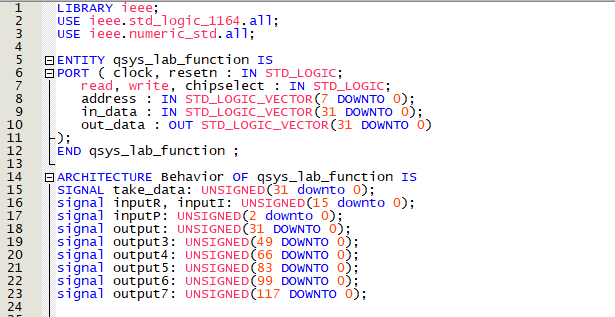 1 LIBRARY ieee;
2 USE ieee.std_logic_1164.all;
3 USE ieee.numeric_std.all;
4
5 ENTITY qsys_lab_function IS
6 PORT ( clock, resetn : IN STD_LOGIC;
7 read, write, chipselect : IN STD_LOGIC;
8 address : IN STD_LOGIC_VECTOR(7 DOWNTO 0);
9 in_data : IN STD_LOGIC_VECTOR(31 DOWNTO 0);
10 out_data : OUT STD_LOGIC_VECTOR(31 DOWNTO 0)
11 );
12 END qsys_lab_function ;
13
14 ARCHITECTURE Behavior OF qsys_lab_function IS
15 SIGNAL take_data: UNSIGNED(31 downto 0);
16 signal inputR, inputI: UNSIGNED(15 downto 0);
17 signal inputP: UNSIGNED(2 downto 0);
18 signal output: UNSIGNED(31 DOWNTO 0);
19 signal output3: UNSIGNED(49 DOWNTO 0);
20 signal output4: UNSIGNED(66 DOWNTO 0);
21 signal output5: UNSIGNED(83 DOWNTO 0);
22 signal output6: UNSIGNED(99 DOWNTO 0);
23 signal output7: UNSIGNED(117 DOWNTO 0);
24